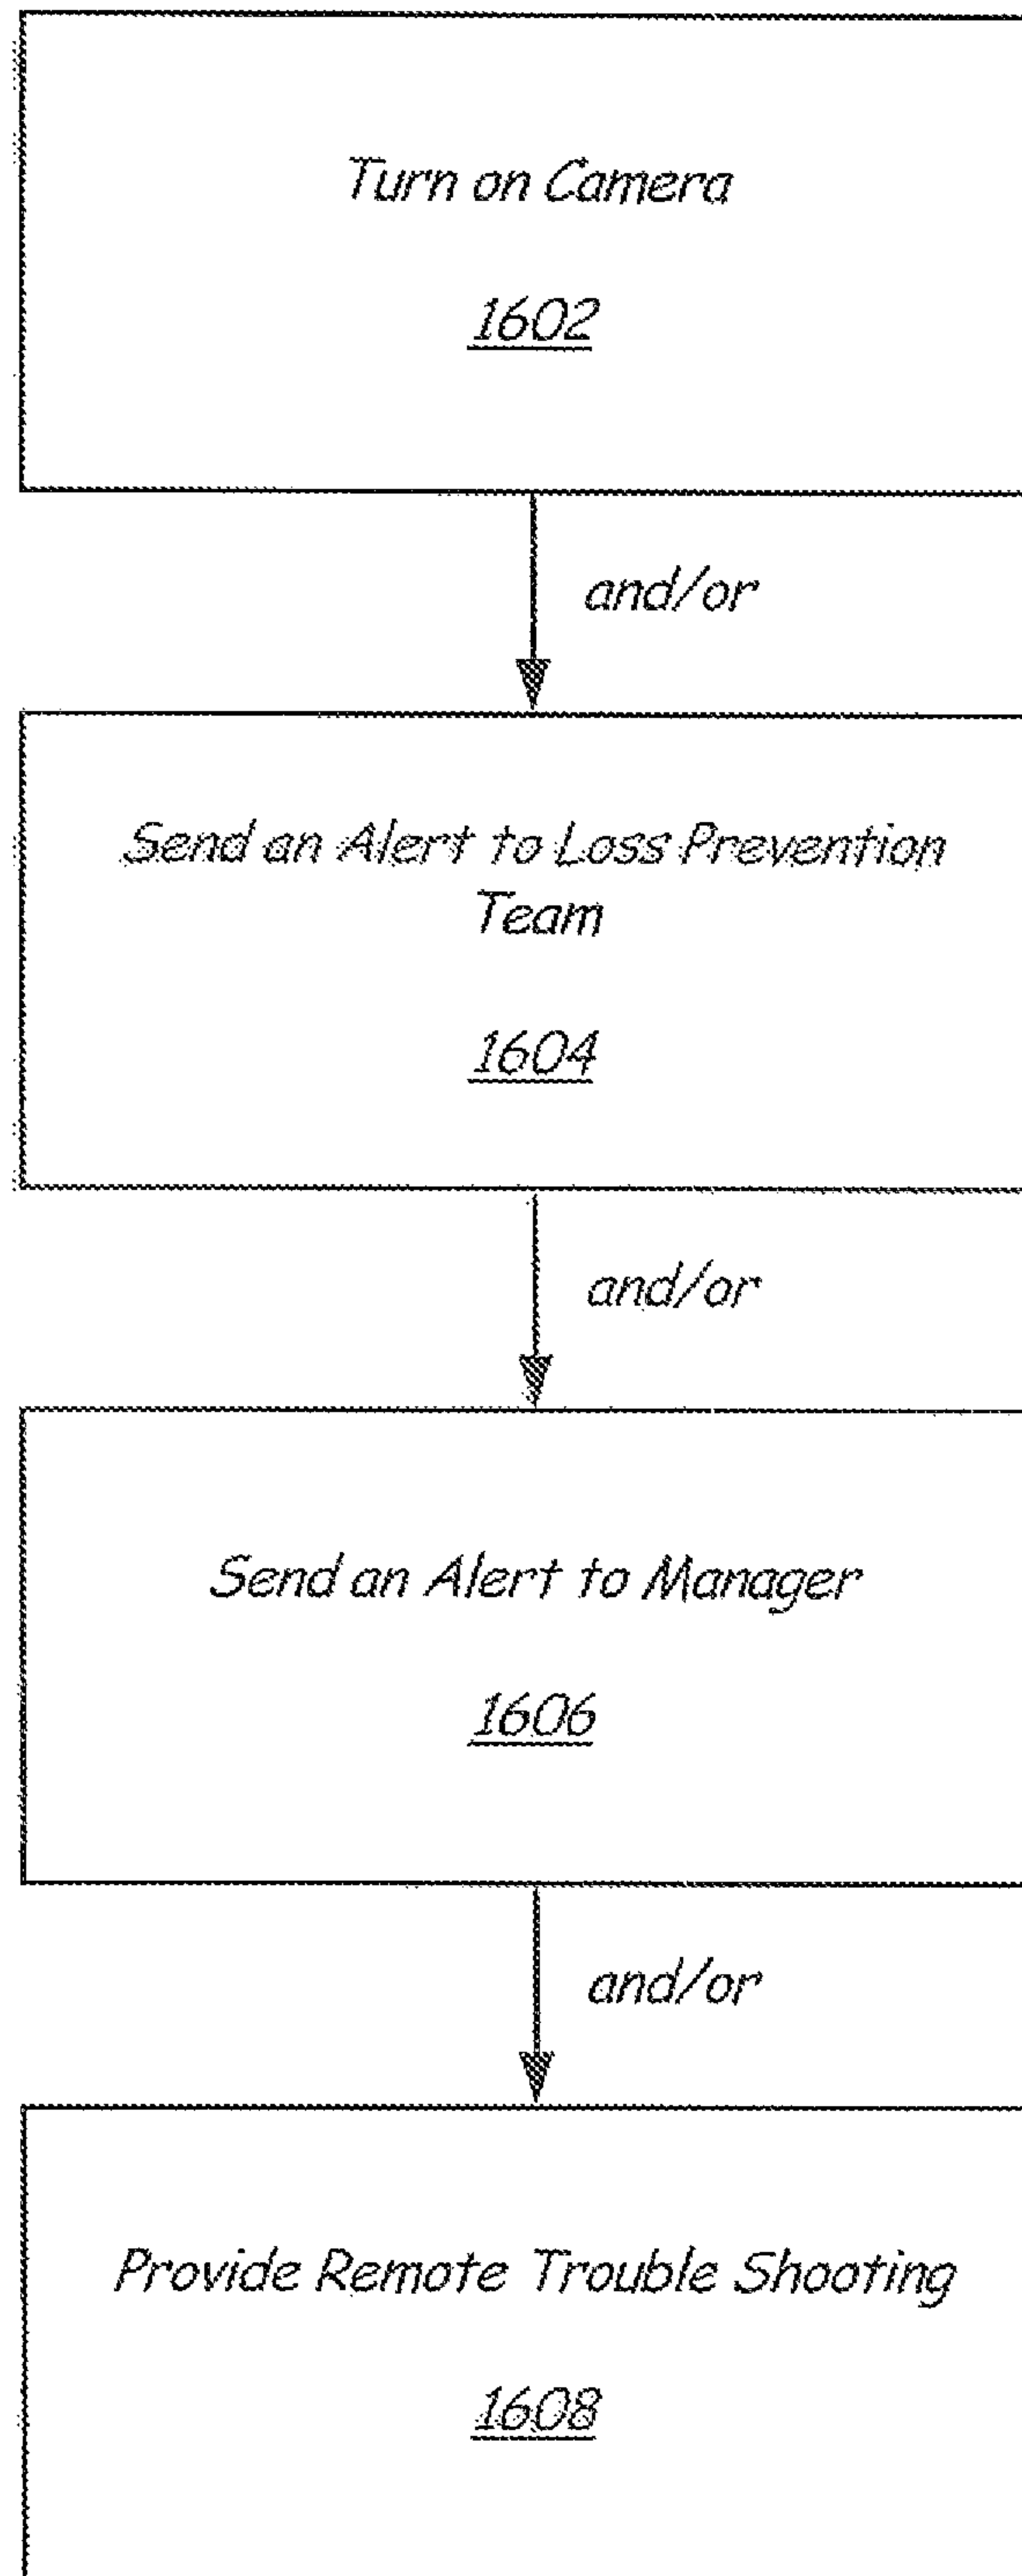 Turn on Camera
1602
and/or
Send an Alert to Loss Prevention
Team
1604
and/or
Send an Alert to Manager
1606
and/or
Provide Remote Trouble Shooting
1608